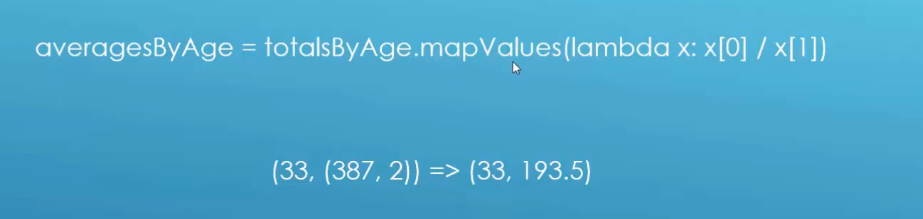 averagesByAge = totalsByAge.mapValues(lambda x: x[0] / x[1])
(33, (387, 2)) => (33, 193.5)